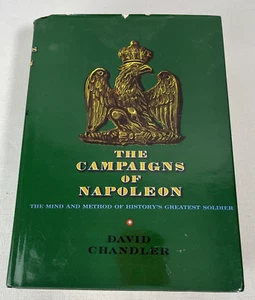 THE
CAMPAIGNS
OF
NAPOLEON
THE MIND AND METHOD OF HISTORY'S GREATEST SOLDIER
DAVID
CHANDLER